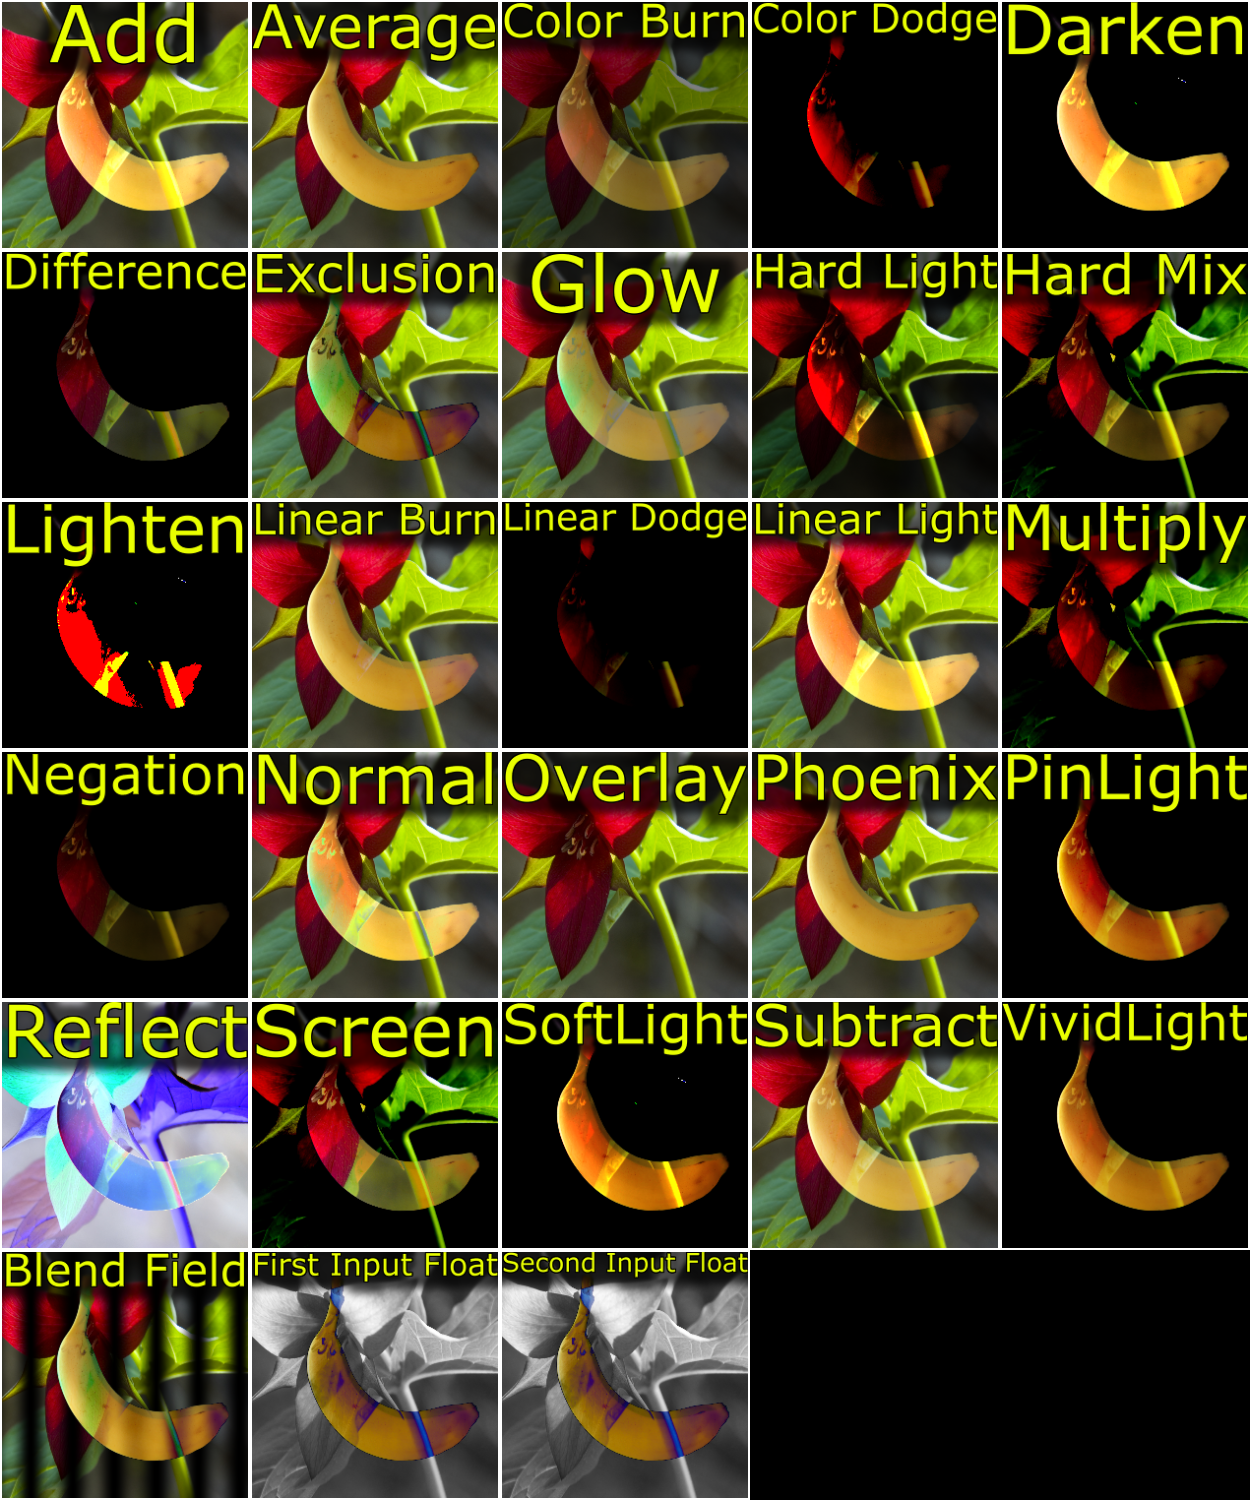 Add
Average
Color Burn
Color Dodge
Darken
Difference
Exclusion
Glow
Hard Light
Hard Mix
Lighten
Linear Burn
Linear Dodge
Linear Light
Multiply
Negation
Normal
Overlay
Phoenix
PinLight
Reflect
Screen
SoftLight
Subtract
VividLight
Blend Field
First Input Float
Second Input Float